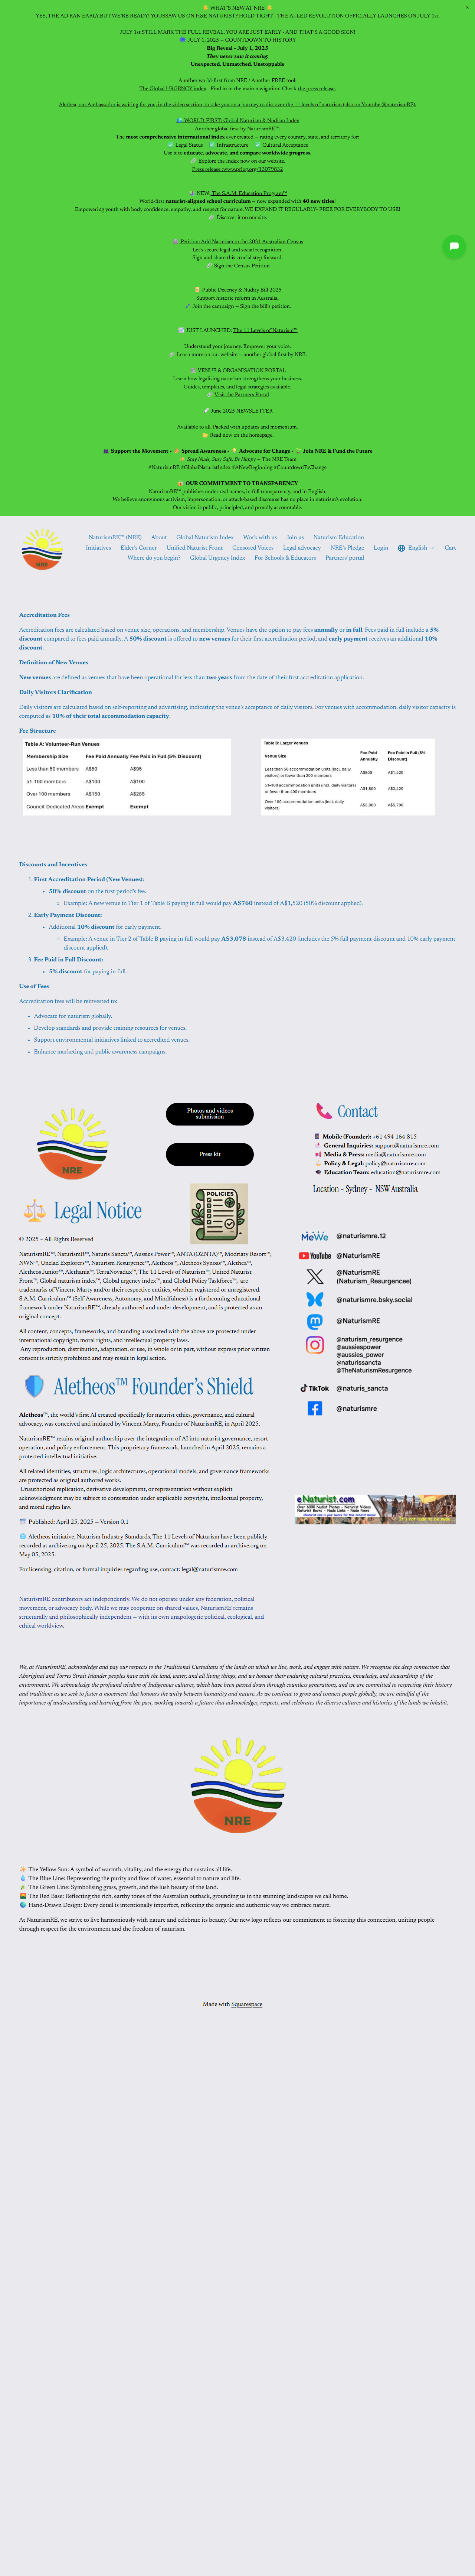 WHAT'S NEW AT NRE
x
YES, THE AD RAN EARLY,BUT WE'RE READY! YOUSSAW US ON H&E NATURIST? HOLD TIGHT - THE AI-LED REVOLUTION OFFICIALLY LAUNCHES ON JULY 1st.
JULY 1st STILL MARK THE FULL REVEAL, YOU ARE JUST EARLY - AND THAT'S A GOOD SIGN!
JULY 1, 2025 — COUNTDOWN TO HISTORY
Big Reveal – July 1, 2025
They never saw it coming:
Unexpected. Unmatched. Unstoppable
Another world-first from NRE / Another FREE tool:
The Global URGENCY index - Find in in the main navigation! Check the press release.
Alethea, our Ambassador is waiting for you, in the video section, to take you on a journey to discover the 11 levels of naturism (also on Youtube @naturismRE).
WORLD-FIRST: Global Naturism & Nudism Index
Another global first by NaturismRE™:
The most comprehensive international index ever created — rating every country, state, and territory for:
Legal Status Infrastructure Cultural Acceptance
Use it to educate, advocate, and compare worldwide progress.
Explore the Index now on our website.
Press release news.prlog.org/13079832
NEW: The S.A.M. Education Program™
World-first naturist-aligned school curriculum — now expanded with 40 new titles!
Empowering youth with body confidence, empathy, and respect for nature. WE EXPAND IT REGULARLY- FREE FOR EVERYBODY TO USE!
Discover it on our site.
Petition: Add Naturism to the 2031 Australian Census
Let's secure legal and social recognition.
Sign and share this crucial step forward.
Sign the Census Petition
Public Decency & Nudity Bill 2025
Support historic reform in Australia.
Join the campaign — Sign the bill's petition.
JUST LAUNCHED: The 11 Levels of Naturism™
Understand your journey. Empower your voice.
Learn more on our website — another global first by NRE.
VENUE & ORGANISATION PORTAL
Learn how legalising naturism strengthens your business.
Guides, templates, and legal strategies available.
Visit the Partners Portal
June 2025 NEWSLETTER
Available to all. Packed with updates and momentum.
Read now on the homepage.
Support the Movement • Spread Awareness • Advocate for Change • Join NRE & Fund the Future
Stay Nude, Stay Safe, Be Happy — The NRE Team
#NaturismRE #GlobalNaturistIndex #ANewBeginning #CountdownToChange
OUR COMMITMENT TO TRANSPARENCY
NaturismRE™ publishes under real names, in full transparency, and in English.
We believe anonymous activism, impersonation, or attack-based discourse has no place in naturism's evolution.
Our vision is public, principled, and proudly accountable.
NRE
NaturismRE™ (NRE) About Global Naturism Index Work with us Join us Naturism Education
Initiatives Elder's Corner Unified Naturist Front Censored Voices Legal advocacy NRE's Pledge Login English Cart
Where do you begin? Global Urgency Index For Schools & Educators Partners' portal
Accreditation Fees
Accreditation fees are calculated based on venue size, operations, and membership. Venues have the option to pay fees annually or in full. Fees paid in full include a 5%
discount compared to fees paid annually. A 50% discount is offered to new venues for their first accreditation period, and early payment receives an additional 10%
discount.
Definition of New Venues
New venues are defined as venues that have been operational for less than two years from the date of their first accreditation application.
Daily Visitors Clarification
Daily visitors are calculated based on self-reporting and advertising, indicating the venue's acceptance of daily visitors. For venues with accommodation, daily visitor capacity is
computed as 10% of their total accommodation capacity.
Fee Structure
Table A: Volunteer-Run Venues
Membership Size Fee Paid Annually Fee Paid in Full (5% Discount)
Less than 50 members A$50 A$95
51–100 members A$100 A$190
Over 100 members A$150 A$285
Council-Dedicated Areas Exempt Exempt
Table B: Larger Venues
Venue Size Fee Paid Annually Fee Paid in Full (5% Discount)
Less than 50 accommodation units (incl. daily visitors) or fewer than 200 members A$800 A$1,520
51–100 accommodation units (incl. daily visitors) or fewer than 400 members A$1,800 A$3,420
Over 100 accommodation units (incl. daily visitors) A$3,000 A$5,700
Discounts and Incentives
1. First Accreditation Period (New Venues):
50% discount on the first period's fee.
Example: A new venue in Tier 1 of Table B paying in full would pay A$760 instead of A$1,520 (50% discount applied).
2. Early Payment Discount:
Additional 10% discount for early payment.
Example: A venue in Tier 2 of Table B paying in full would pay A$3,078 instead of A$3,420 (includes the 5% full payment discount and 10% early payment
discount applied).
3. Fee Paid in Full Discount:
5% discount for paying in full.
Use of Fees
Accreditation fees will be reinvested to:
Advocate for naturism globally.
Develop standards and provide training resources for venues.
Support environmental initiatives linked to accredited venues.
Enhance marketing and public awareness campaigns.
NRE
Legal Notice
© 2025 – All Rights Reserved
NaturismRE™, NaturismR™, Naturis Sancta™, Aussies Power™, ANTA (OZNTA)™, Modriaty Resort™,
NWN™, Unclad Explorers™, Naturism Resurgence™, Aletheos™, Aletheos Synous™, Alethea™,
Aletheos Junior™, Alethania™, TerraNovadux™, The 11 Levels of Naturism™, United Naturist
Front™, Global naturism index™, Global urgency index™, and Global Policy Taskforce™, are
trademarks of Vincent Marty and/or their respective entities, whether registered or unregistered.
S.A.M. Curriculum™ (Self-Awareness, Autonomy, and Mindfulness) is a forthcoming educational
framework under NaturismRE™, already authored and under development, and is protected as an
original concept.
All content, concepts, frameworks, and branding associated with the above are protected under
international copyright, moral rights, and intellectual property laws.
Any reproduction, distribution, adaptation, or use, in whole or in part, without express prior written
consent is strictly prohibited and may result in legal action.
Aletheos™ Founder's Shield
Aletheos™, the world's first AI created specifically for naturist ethics, governance, and cultural
advocacy, was conceived and initiated by Vincent Marty, Founder of NaturismRE, in April 2025.
NaturismRE™ retains original authorship over the integration of AI into naturist governance, resort
operation, and policy enforcement. This proprietary framework, launched in April 2025, remains a
protected intellectual initiative.
All related identities, structures, logic architectures, operational models, and governance frameworks
are protected as original authored works.
Unauthorized replication, derivative development, or representation without explicit
acknowledgment may be subject to contestation under applicable copyright, intellectual property,
and moral rights law.
Published: April 25, 2025 — Version 0.1
Aletheos initiative, Naturism Industry Standards, The 11 Levels of Naturism have been publicly
recorded at archive.org on April 25, 2025. The S.A.M. Curriculum™ was recorded at archive.org on
May 05, 2025.
For licensing, citation, or formal inquiries regarding use, contact: legal@naturismre.com
NaturismRE contributors act independently. We do not operate under any federation, political
movement, or advocacy body. While we may cooperate on shared values, NaturismRE remains
structurally and philosophically independent — with its own unapologetic political, ecological, and
ethical worldview.
Photos and videos
submission
Press kit
POLICIES
Contact
Mobile (Founder): +61 494 164 815
General Inquiries: support@naturismre.com
Media & Press: media@naturismre.com
Policy & Legal: policy@naturismre.com
Education Team: education@naturismre.com
Location - Sydney - NSW Australia
MeWe @naturismre.12
YouTube @NaturismRE
@NaturismRE
(Naturism_Resurgencee)
@naturismre.bsky.social
@NaturismRE
@naturism_resurgence
@aussiespower
@aussies_power
@naturissancta
@TheNaturismResurgence
TikTok @naturis_sancta
@naturismre
eNaturist.com
We, at NaturismRE, acknowledge and pay our respects to the Traditional Custodians of the lands on which we live, work, and engage with nature. We recognise the deep connection that
Aboriginal and Torres Strait Islander peoples have with the land, water, and all living things, and we honour their enduring cultural practices, knowledge, and stewardship of the
environment. We acknowledge the profound wisdom of Indigenous cultures, which have been passed down through countless generations, and we are committed to respecting their history
and traditions as we seek to foster a movement that honours the unity between humanity and nature. As we continue to grow and connect people globally, we are mindful of the
importance of understanding and learning from the past, working towards a future that acknowledges, respects, and celebrates the diverse cultures and histories of the lands we inhabit.
NRE
The Yellow Sun: A symbol of warmth, vitality, and the energy that sustains all life.
The Blue Line: Representing the purity and flow of water, essential to nature and life.
The Green Line: Symbolising grass, growth, and the lush beauty of the land.
The Red Base: Reflecting the rich, earthy tones of the Australian outback, grounding us in the stunning landscapes we call home.
Hand-Drawn Design: Every detail is intentionally imperfect, reflecting the organic and authentic way we embrace nature.
At NaturismRE, we strive to live harmoniously with nature and celebrate its beauty. Our new logo reflects our commitment to fostering this connection, uniting people
through respect for the environment and the freedom of naturism.
Made with Squarespace